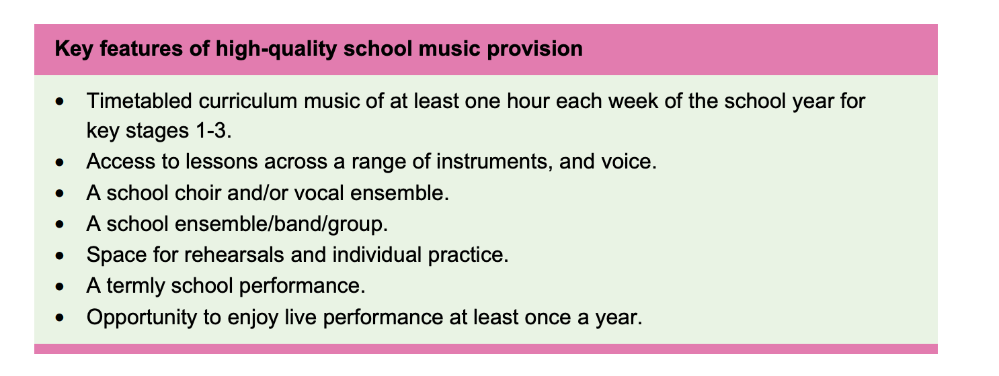 Key features of high-quality school music provision
• Timetabled curriculum music of at least one hour each week of the school year for
key stages 1-3.
• Access to lessons across a range of instruments, and voice.
• A school choir and/or vocal ensemble.
• A school ensemble/band/group.
• Space for rehearsals and individual practice.
• A termly school performance.
• Opportunity to enjoy live performance at least once a year.